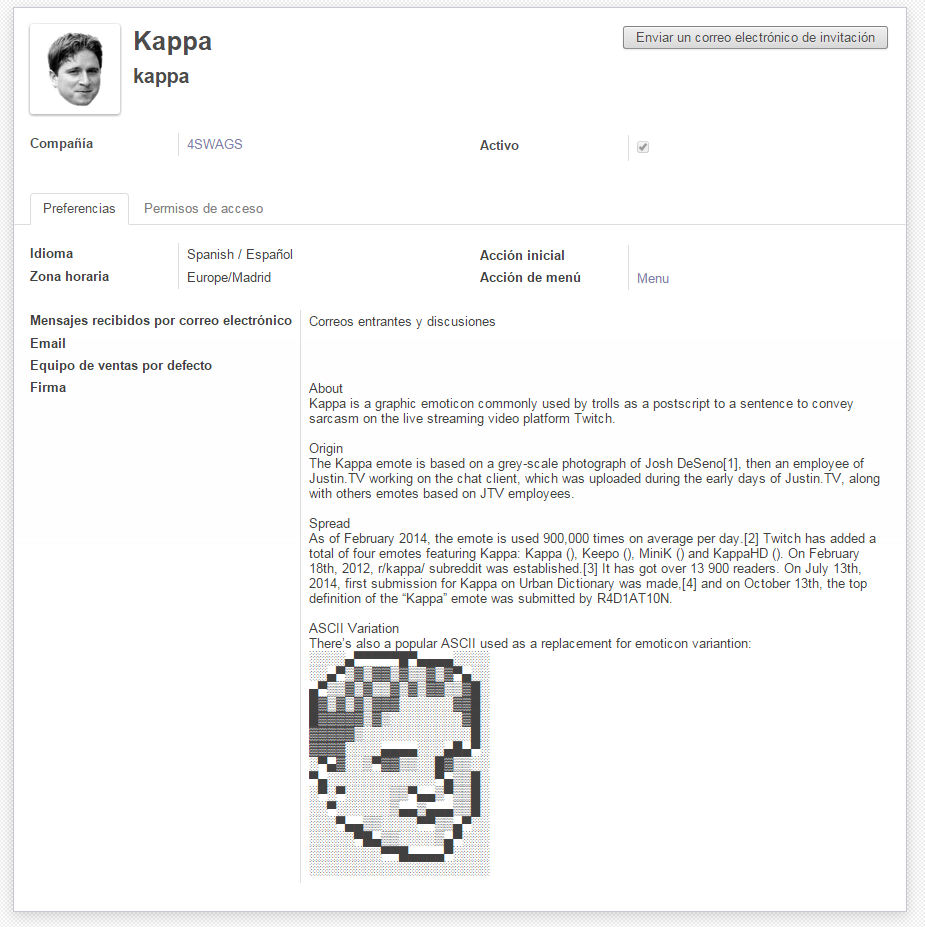 Kappa
Enviar un correo electrónico de invitación
kappa
Compañía
4SWAGS
Activo
Preferencias
Permisos de acceso
Idioma
Spanish / Español
Acción inicial
Zona horaria
Europe/Madrid
Acción de menú
Menu
Mensajes recibidos por correo electrónico
Correos entrantes y discusiones
Email
Equipo de ventas por defecto
Firma
About
Kappa is a graphic emoticon commonly used by trolls as a postscript to a sentence to convey
sarcasm on the live streaming video platform Twitch.
Origin
The Kappa emote is based on a grey-scale photograph of Josh DeSeno[1], then an employee of
Justin.TV working on the chat client, which was uploaded during the early days of Justin.TV, along
with others emotes based on JTV employees.
Spread
As of February 2014, the emote is used 900,000 times on average per day.[2] Twitch has added a
total of four emotes featuring Kappa: Kappa (), Keepo (), MiniK () and KappaHD (). On February
18th, 2012, r/kappa/ subreddit was established.[3] It has got over 13 900 readers. On July 13th,
2014, first submission for Kappa on Urban Dictionary was made,[4] and on October 13th, the top
definition of the “Kappa” emote was submitted by R4D1AT10N.
ASCII Variation
There's also a popular ASCII used as a replacement for emoticon variantion: